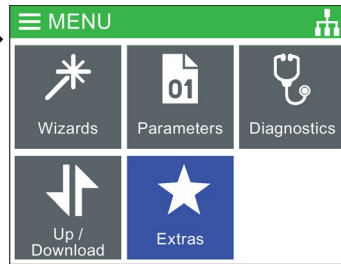 MENU
Wizards
01
Parameters
Diagnostics
Up /
Download
Extras